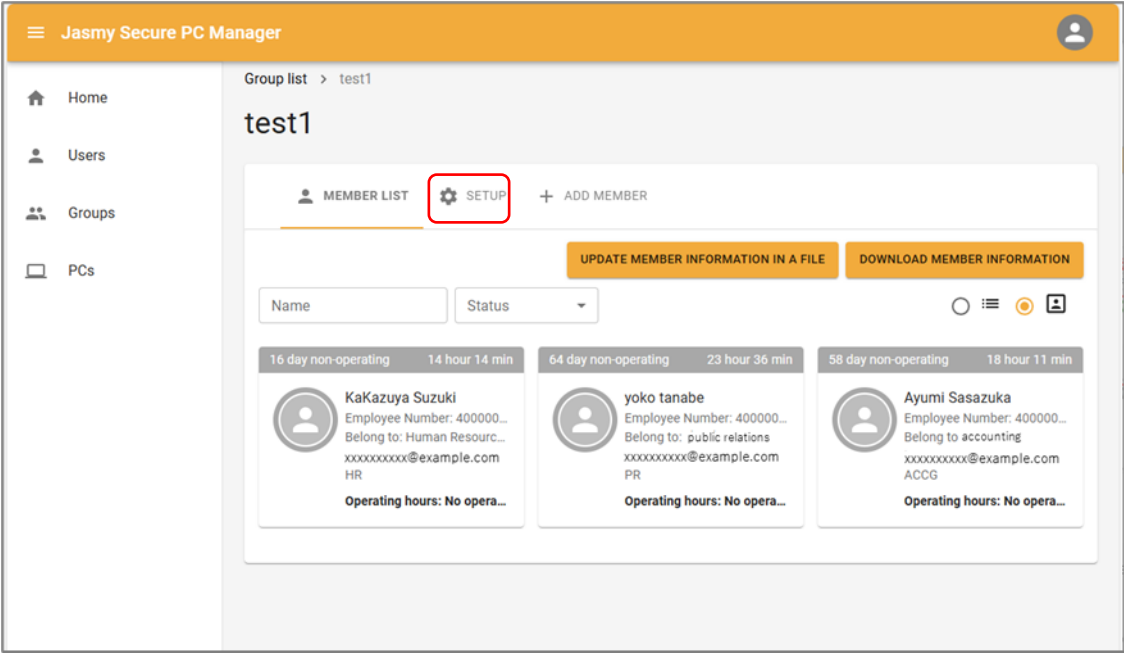 Jasmy Secure PC Manager
Home
Users
Groups
PCs
Group list > test1
test1
MEMBER LIST SETUP ADD MEMBER
UPDATE MEMBER INFORMATION IN A FILE DOWNLOAD MEMBER INFORMATION
Name Status
16 day non-operating 14 hour 14 min
KaKazuya Suzuki
Employee Number: 400000...
Belong to: Human Resourc...
xxxxxxxxxx@example.com
HR
Operating hours: No opera...
64 day non-operating 23 hour 36 min
yoko tanabe
Employee Number: 400000...
Belong to: public relations
xxxxxxxxxx@example.com
PR
Operating hours: No opera...
58 day non-operating 18 hour 11 min
Ayumi Sasazuka
Employee Number: 400000...
Belong to accounting
xxxxxxxxxx@example.com
ACCG
Operating hours: No opera...